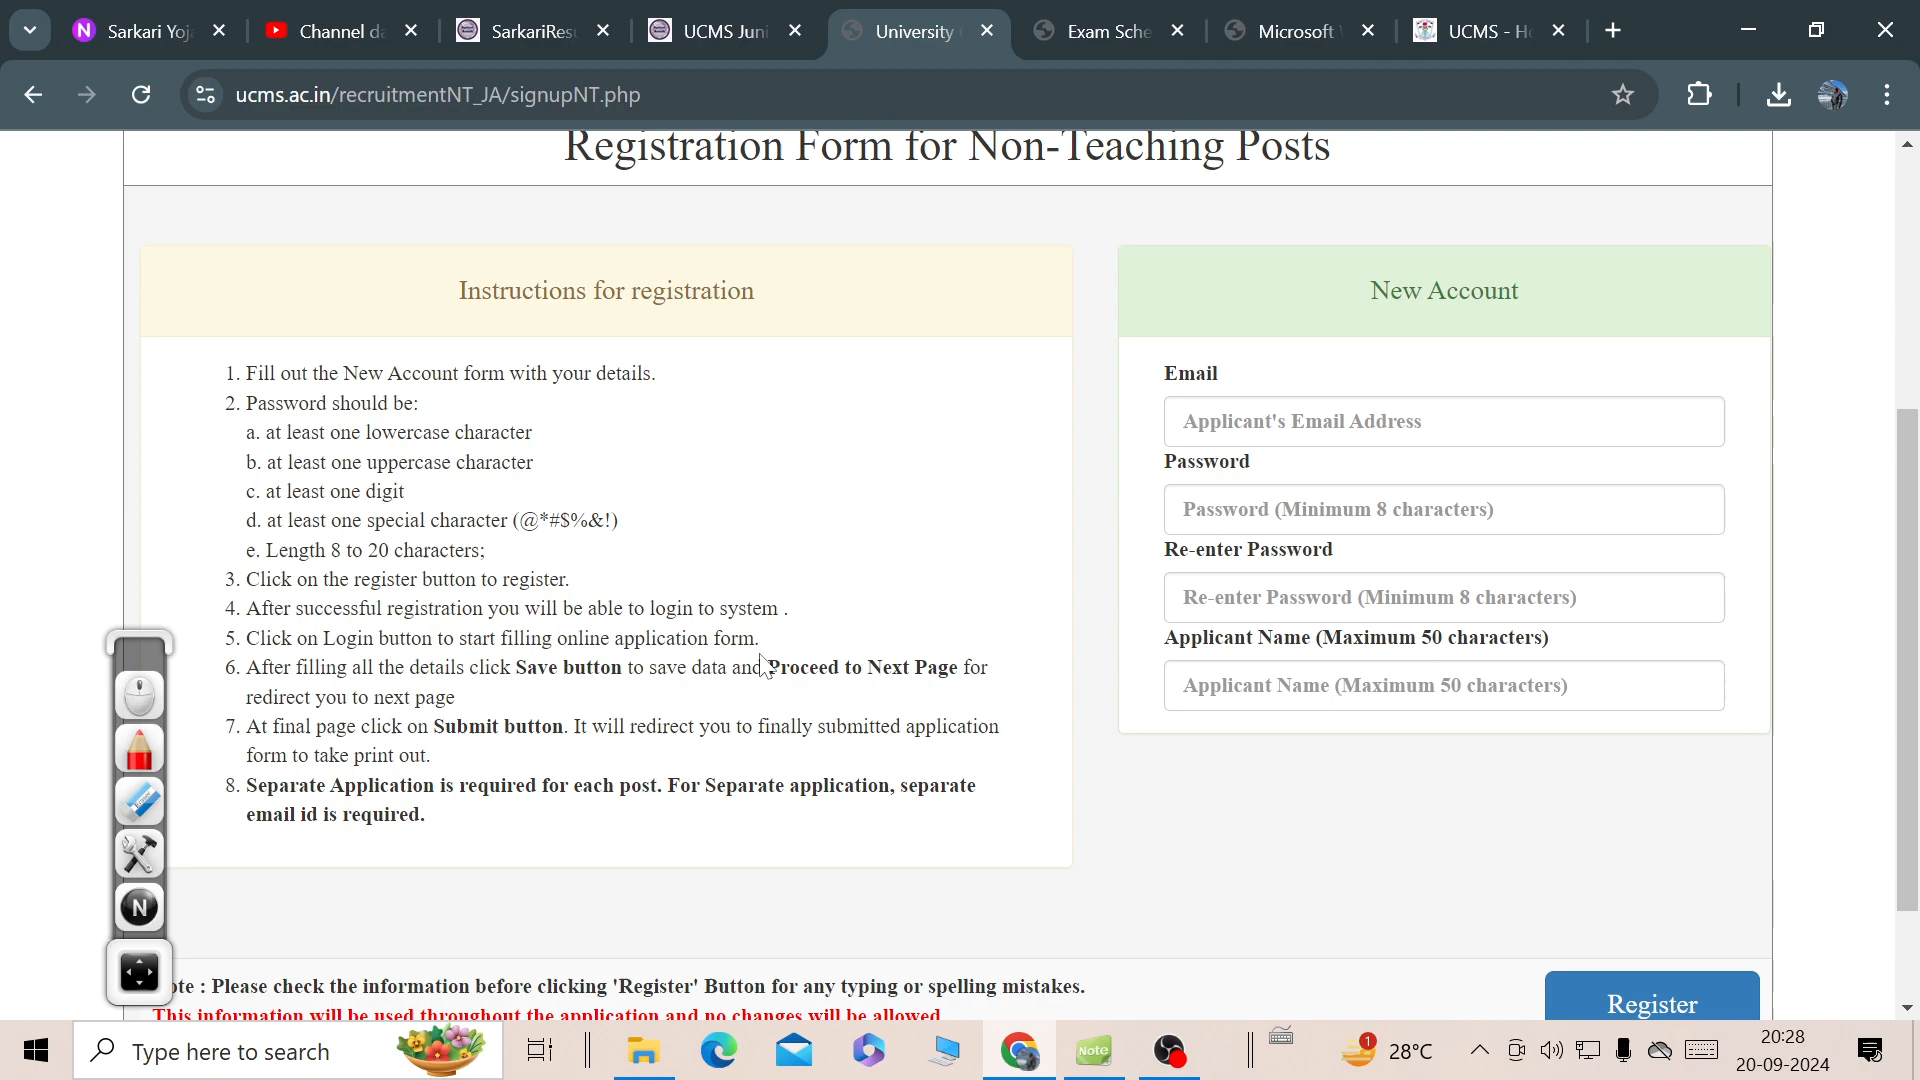 Sarkari Yoj
Channel da
SarkariResu
UCMS Juni
University
Exam Sche
Microsoft
UCMS - Ho
ucms.ac.in/recruitmentNT_JA/signupNT.php
Registration Form for Non-Teaching Posts
Instructions for registration
1. Fill out the New Account form with your details.
2. Password should be:
a. at least one lowercase character
b. at least one uppercase character
c. at least one digit
d. at least one special character (@*#$%&!)
e. Length 8 to 20 characters;
3. Click on the register button to register.
4. After successful registration you will be able to login to system .
5. Click on Login button to start filling online application form.
6. After filling all the details click Save button to save data and Proceed to Next Page for
redirect you to next page
7. At final page click on Submit button. It will redirect you to finally submitted application
form to take print out.
8. Separate Application is required for each post. For Separate application, separate
email id is required.
New Account
Email
Applicant's Email Address
Password
Password (Minimum 8 characters)
Re-enter Password
Re-enter Password (Minimum 8 characters)
Applicant Name (Maximum 50 characters)
Applicant Name (Maximum 50 characters)
N
ote : Please check the information before clicking 'Register' Button for any typing or spelling mistakes.
This information will be used throughout the application and no changes will be allowed
Register
Type here to search
Note
1
28°C
20:28
20-09-2024